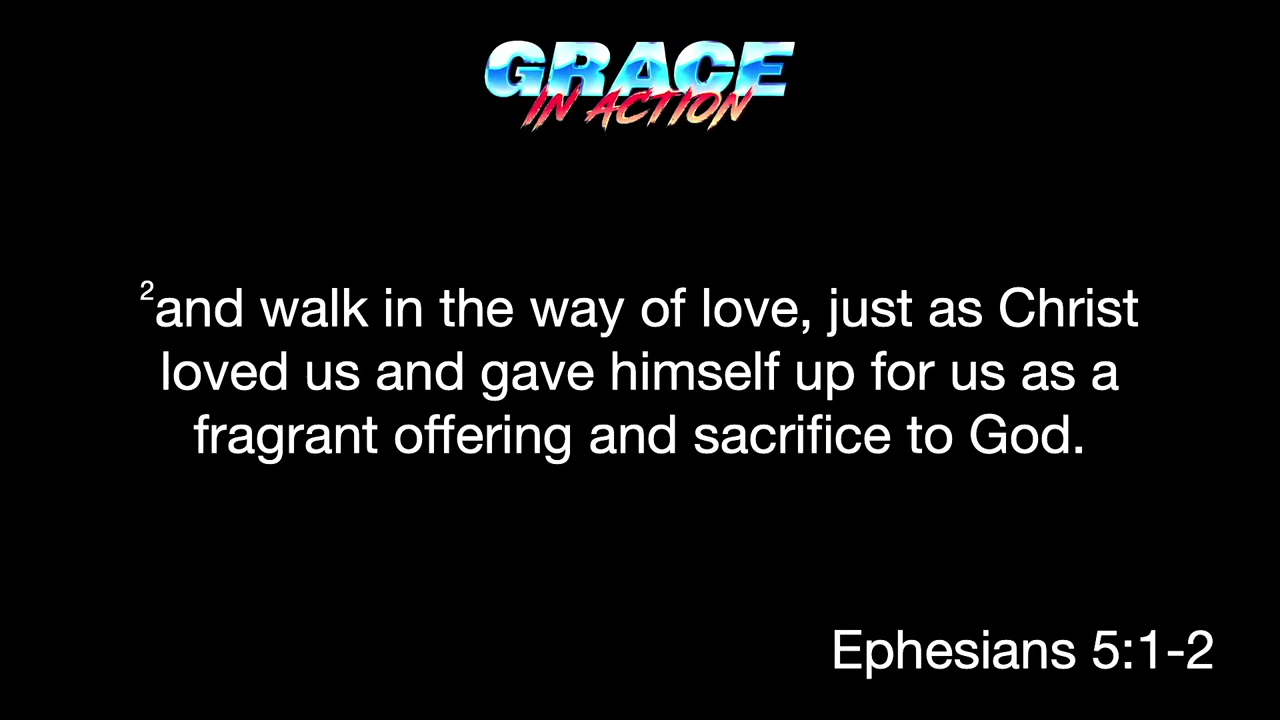 GRACE
IN ACTION
²and walk in the way of love, just as Christ
loved us and gave himself up for us as a
fragrant offering and sacrifice to God.
Ephesians 5:1-2